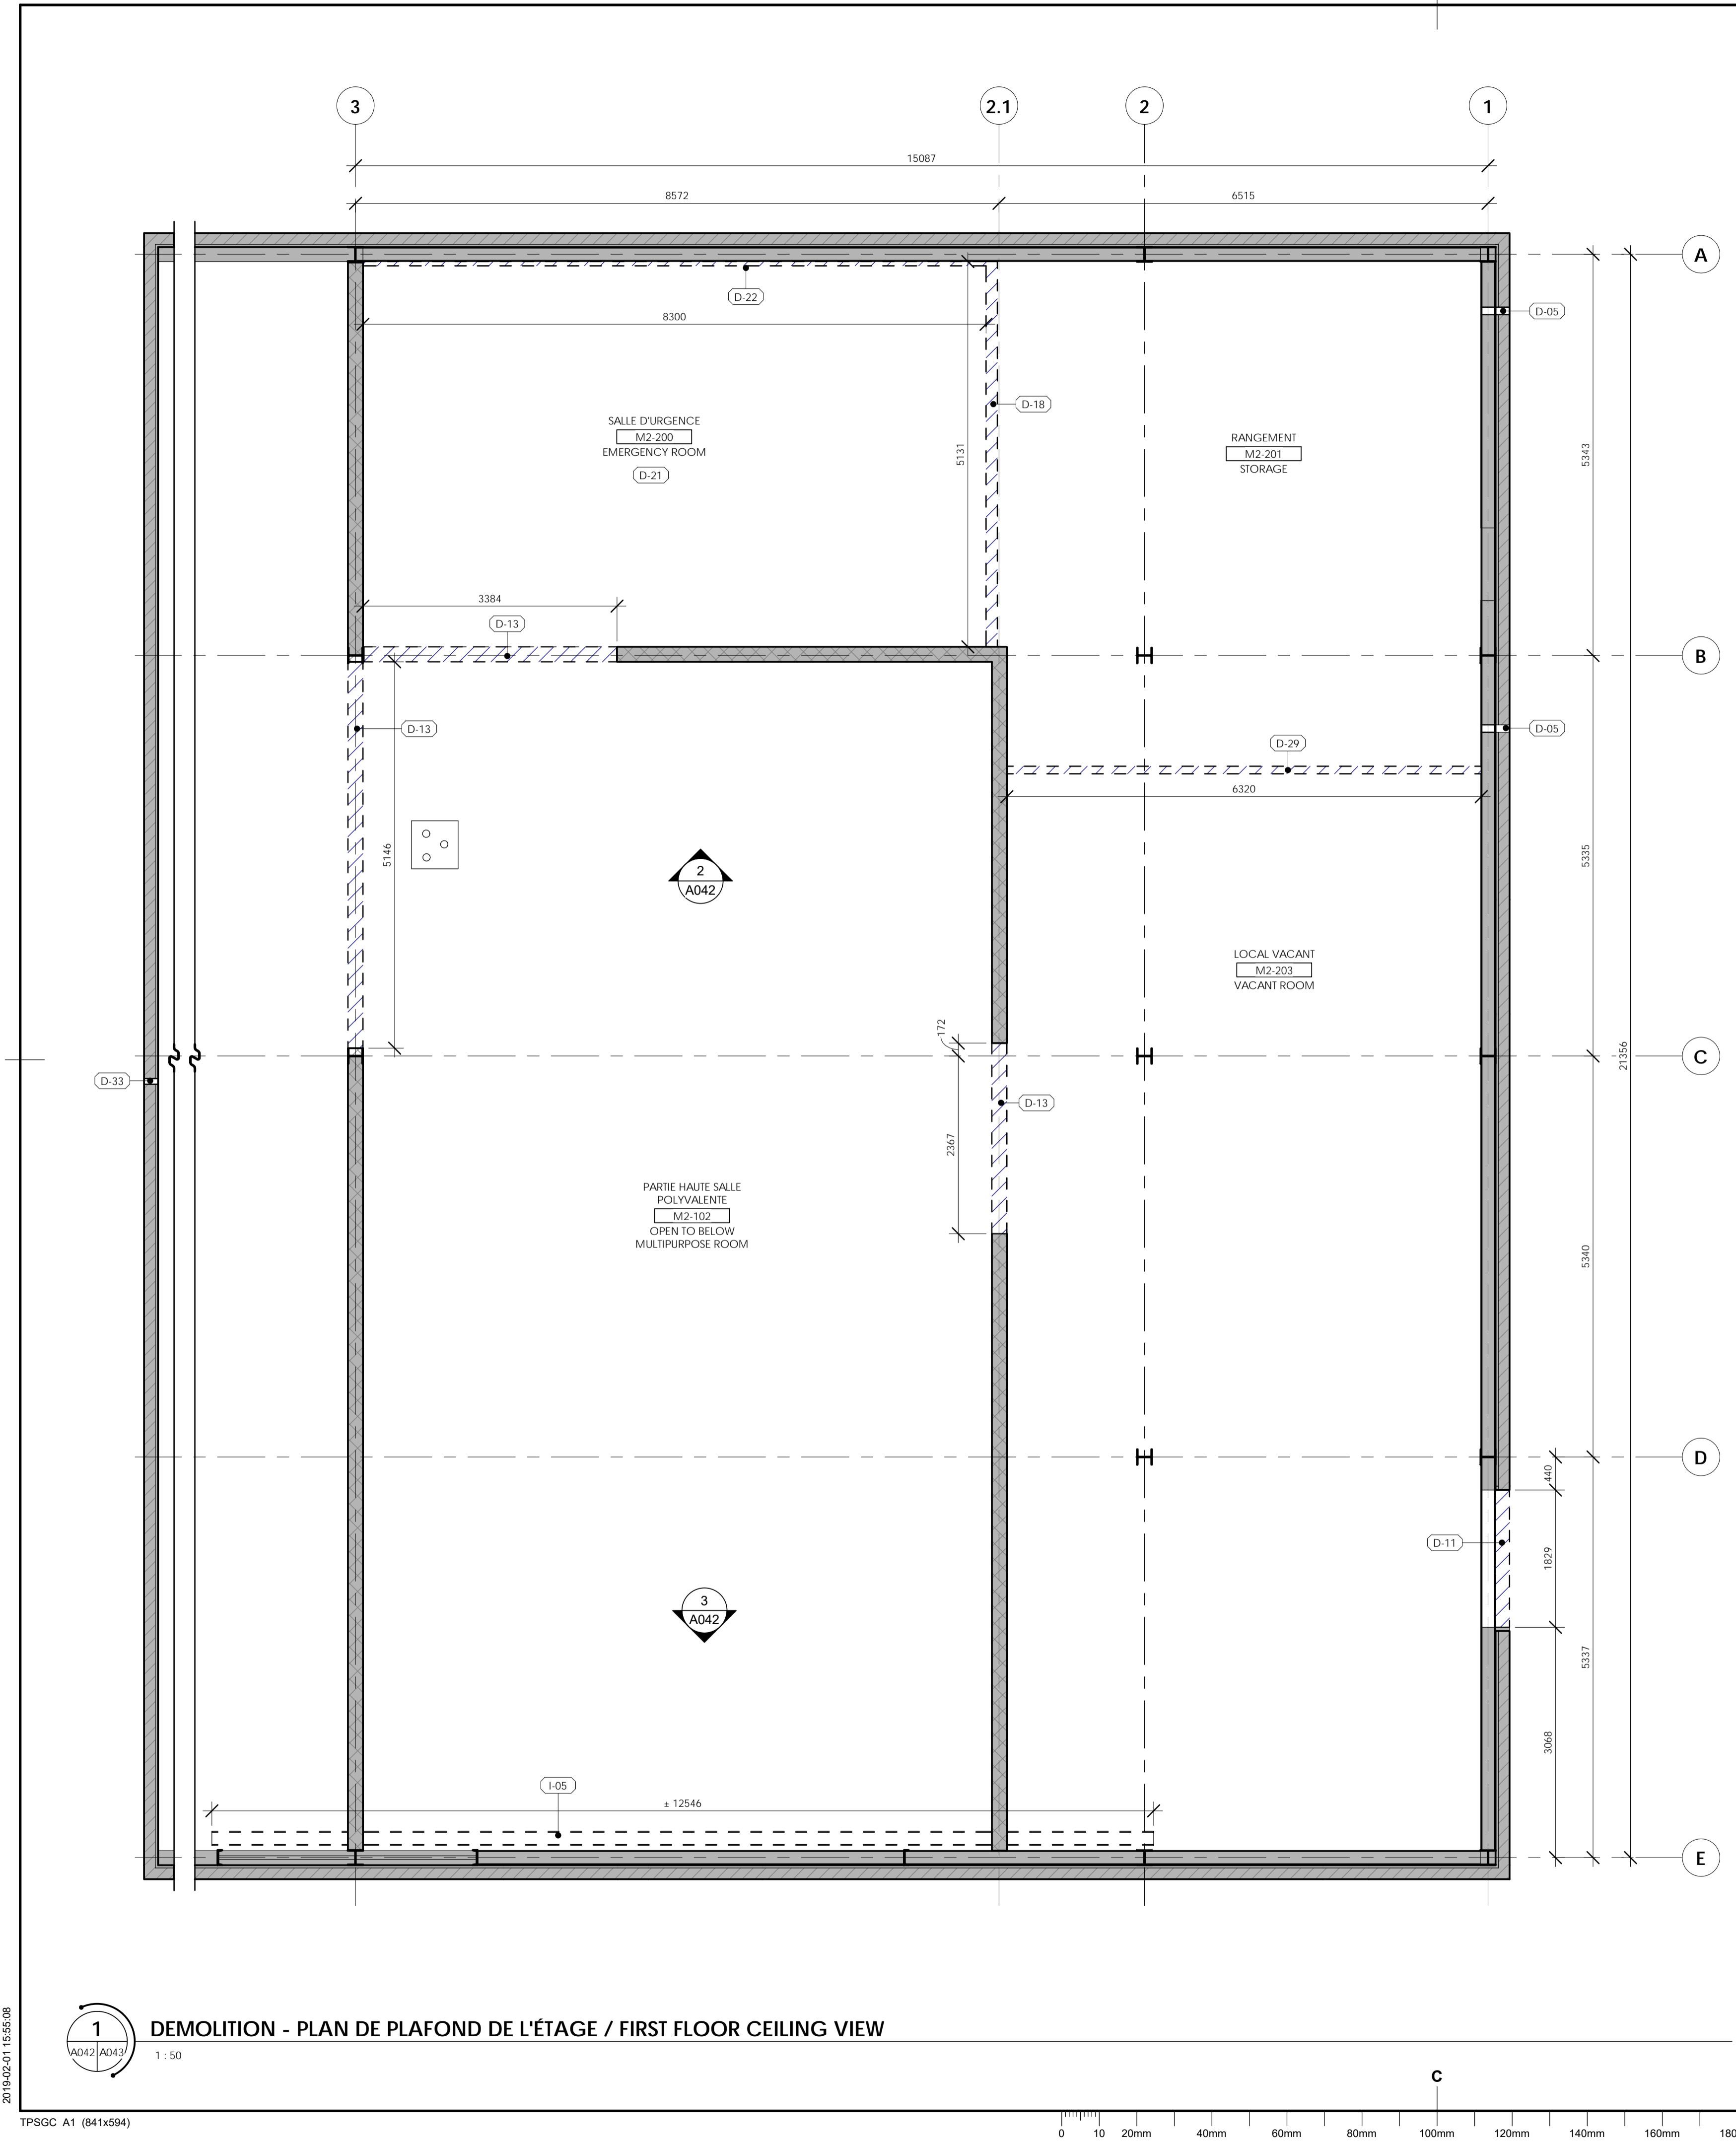 3
2.1
2
1
15087
8572
6515
A
D-22
D-05
8300
D-18
SALLE D'URGENCE
M2-200
EMERGENCY ROOM
D-21
5131
RANGEMENT
M2-201
STORAGE
5343
3384
D-13
B
D-13
D-05
D-29
6320
5146
2
A042
5335
LOCAL VACANT
M2-203
VACANT ROOM
172
C
21356
D-33
D-13
2367
PARTIE HAUTE SALLE
POLYVALENTE
M2-102
OPEN TO BELOW
MULTIPURPOSE ROOM
5340
D
440
D-11
1829
3
A042
5337
3068
I-05
± 12546
E
1
A042 A043
DEMOLITION - PLAN DE PLAFOND DE L'ÉTAGE / FIRST FLOOR CEILING VIEW
1 : 50
2019-02-01 15:55:08
C
TPSGC A1 (841x594)
0 10 20mm 40mm 60mm 80mm 100mm 120mm 140mm 160mm 180